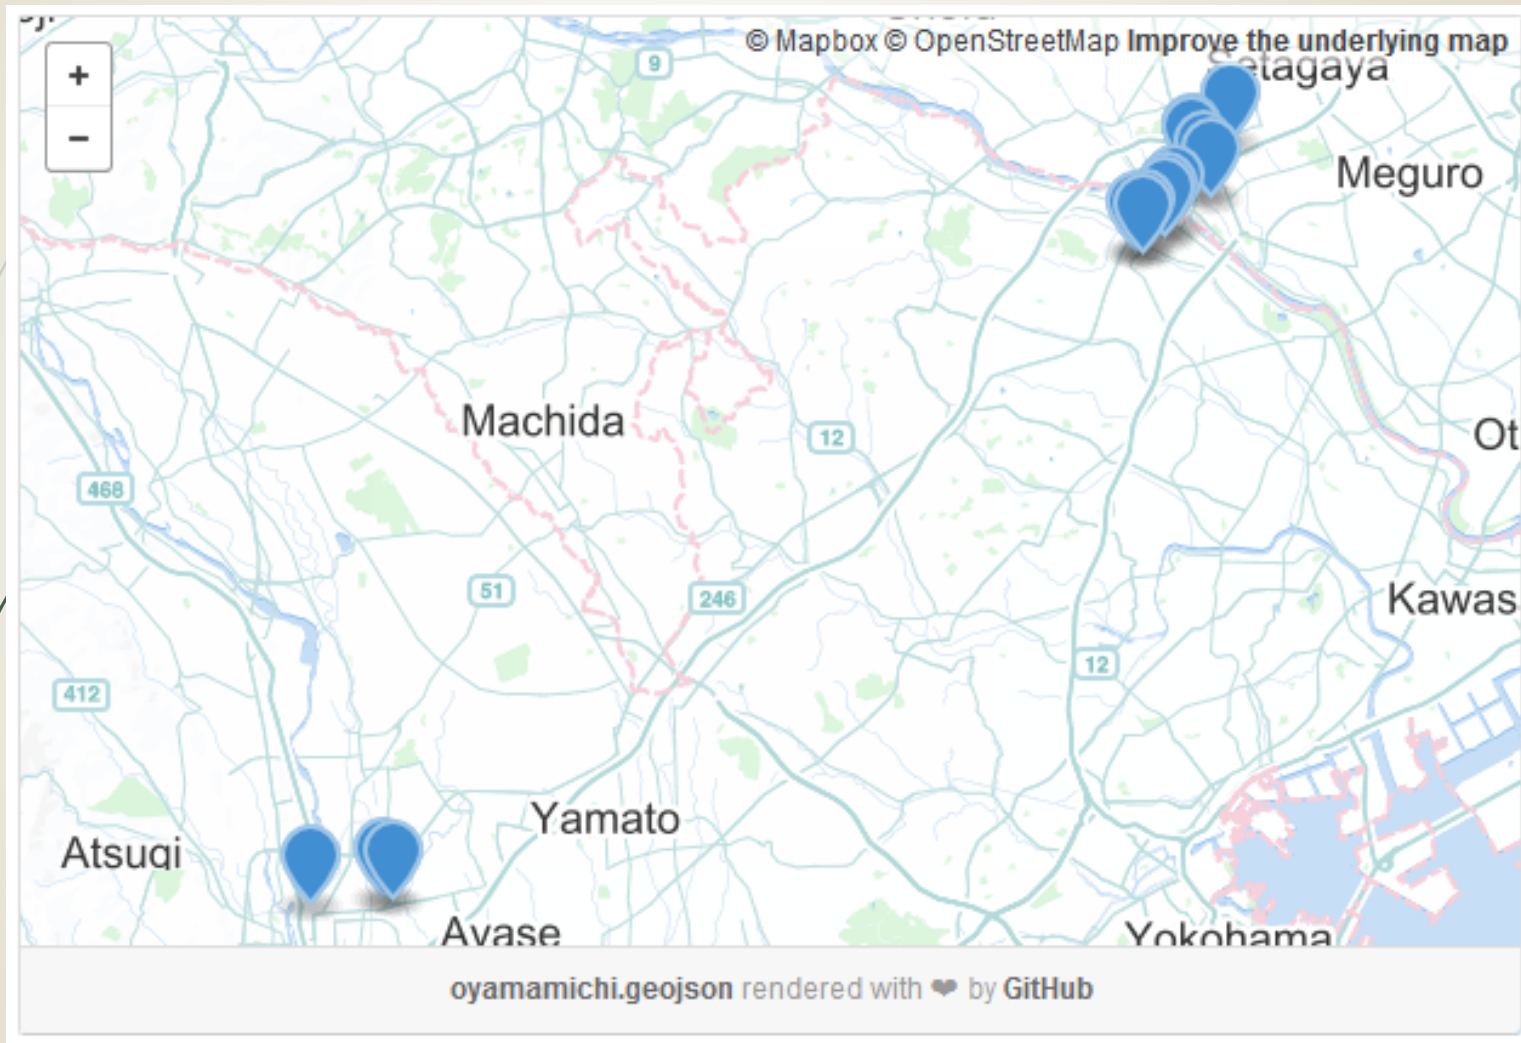 © Mapbox © OpenStreetMap Improve the underlying map
Setagaya
9
+
−
Meguro
Machida
12
468
51
246
Kawas
12
412
Yamato
Atsugi
Ayase
Yokohama
oyamamichi.geojson rendered with ❤ by GitHub